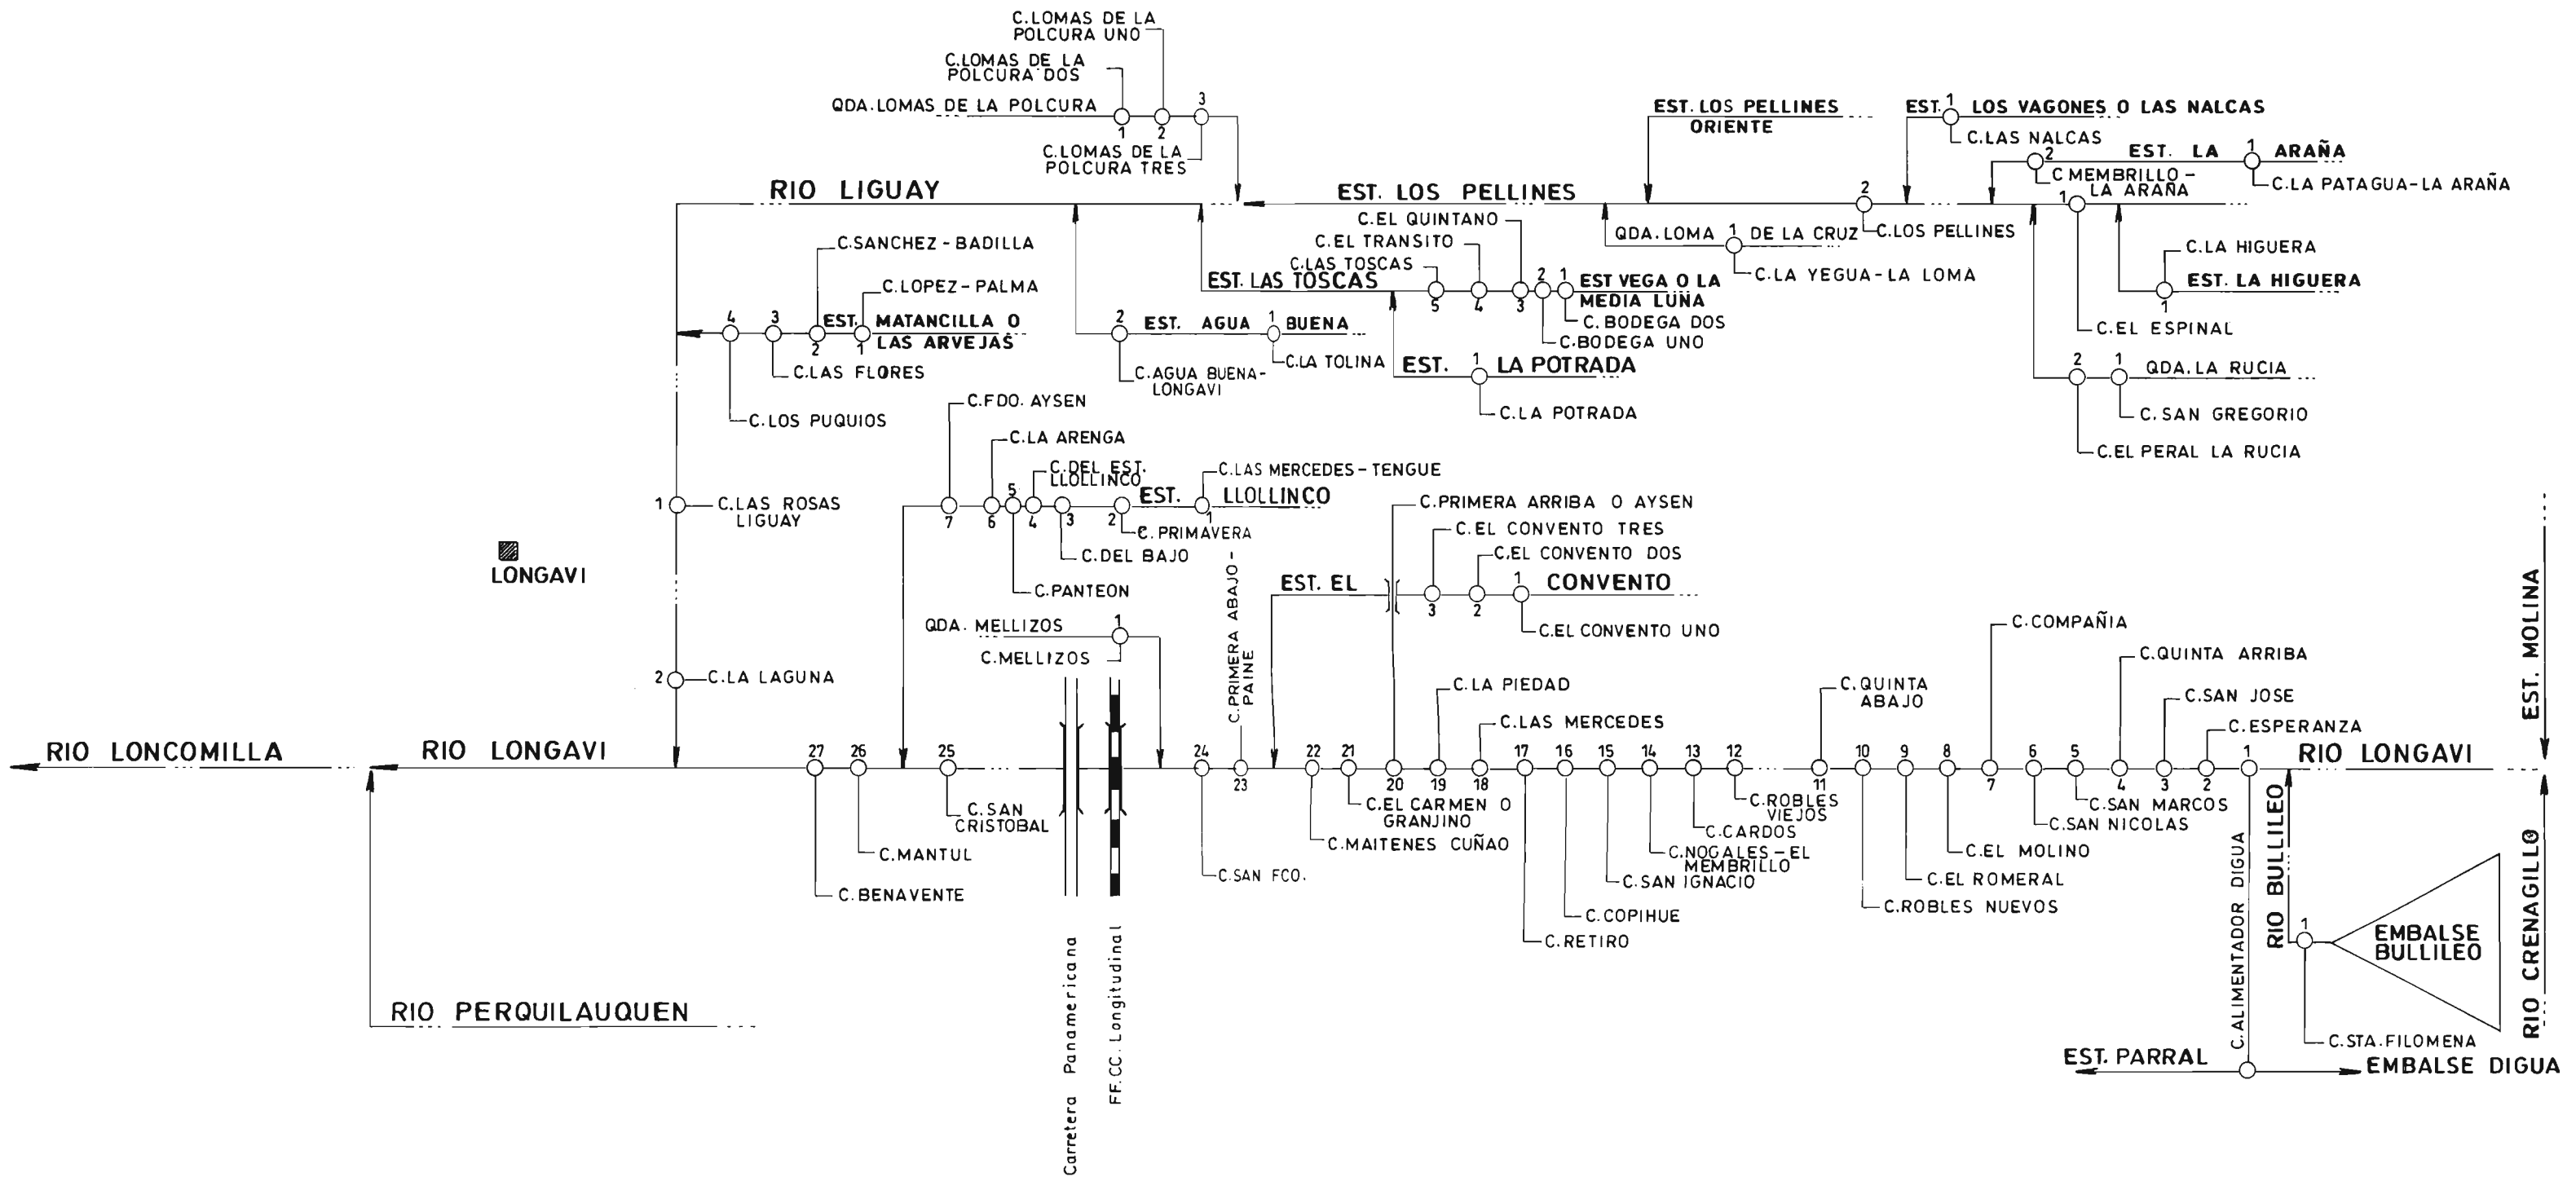 C.LOMAS DE LA
POLCURA UNO
C.LOMAS DE LA
POLCURA DOS
QDA.LOMAS DE LA POLCURA
1
2
3
C.LOMAS DE LA
POLCURA TRES
EST. LOS PELLINES
ORIENTE
EST. 1 LOS VAGONES O LAS NALCAS
C.LAS NALCAS
2 EST. LA 1 ARAÑA
C MEMBRILLO -
LA ARAÑA
C.LA PATAGUA-LA ARAÑA
RIO LIGUAY
EST. LOS PELLINES
2
1
C.LOS PELLINES
C.EL QUINTANO
C.EL TRANSITO
C.LAS TOSCAS
QDA.LOMA 1 DE LA CRUZ
C.LA YEGUA-LA LOMA
C.LA HIGUERA
EST. LA HIGUERA
1
C.EL ESPINAL
C.SANCHEZ-BADILLA
C.LOPEZ-PALMA
EST. LAS TOSCAS
5
4
3
2
1
EST VEGA O LA
MEDIA LUNA
C. BODEGA DOS
C.BODEGA UNO
4
3
2
EST.
1
MATANCILLA O
LAS ARVEJAS
C.LAS FLORES
C.LOS PUQUIOS
2 EST. AGUA 1 BUENA
C.LA TOLINA
C.AGUA BUENA-
LONGAVI
EST. 1 LA POTRADA
C.LA POTRADA
2 1 QDA.LA RUCIA
C. SAN GREGORIO
C.EL PERAL LA RUCIA
C.FDO. AYSEN
C.LA ARENGA
C.DEL EST.
LLOLLINCO
C.LAS MERCEDES-TENGUE
7
6
5
4
3
2
EST. LLOLLINCO
1
C. PRIMAVERA
C.DEL BAJO
C.PANTEON
1
C.LAS ROSAS
LIGUAY
LONGAVI
C.PRIMERA ARRIBA O AYSEN
C.EL CONVENTO TRES
C.EL CONVENTO DOS
EST. EL
3
2
1
CONVENTO
C.EL CONVENTO UNO
QDA. MELLIZOS
1
C.MELLIZOS
C.PRIMERA ABAJO -
PAINE
2
C.LA LAGUNA
C.LA PIEDAD
C.LAS MERCEDES
C.QUINTA
ABAJO
C.COMPAÑIA
C.QUINTA ARRIBA
C.SAN JOSE
C.ESPERANZA
EST. MOLINA
RIO LONCOMILLA
RIO LONGAVI
27
26
25
24
23
22
21
20
19
18
17
16
15
14
13
12
11
10
9
8
7
6
5
4
3
2
1
RIO LONGAVI
C.SAN
CRISTOBAL
C.MANTUL
C.BENAVENTE
C.SAN FCO.
C.EL CARMEN O
GRANJINO
C.MAITENES CUÑAO
C.ROBLES
VIEJOS
C.CARDOS
C.NOGALES-EL
MEMBRILLO
C.SAN IGNACIO
C.COPIHUE
C.RETIRO
C.SAN MARCOS
C.SAN NICOLAS
C.EL MOLINO
C.EL ROMERAL
C.ROBLES NUEVOS
Carretera Panamericana
FF.CC. Longitudinal
C.ALIMENTADOR DIGUA
RIO BULLILEO
1
EMBALSE
BULLILEO
C.STA.FILOMENA
RIO CRENAGILLO
RIO PERQUILAUQUEN
EST. PARRAL
EMBALSE DIGUA